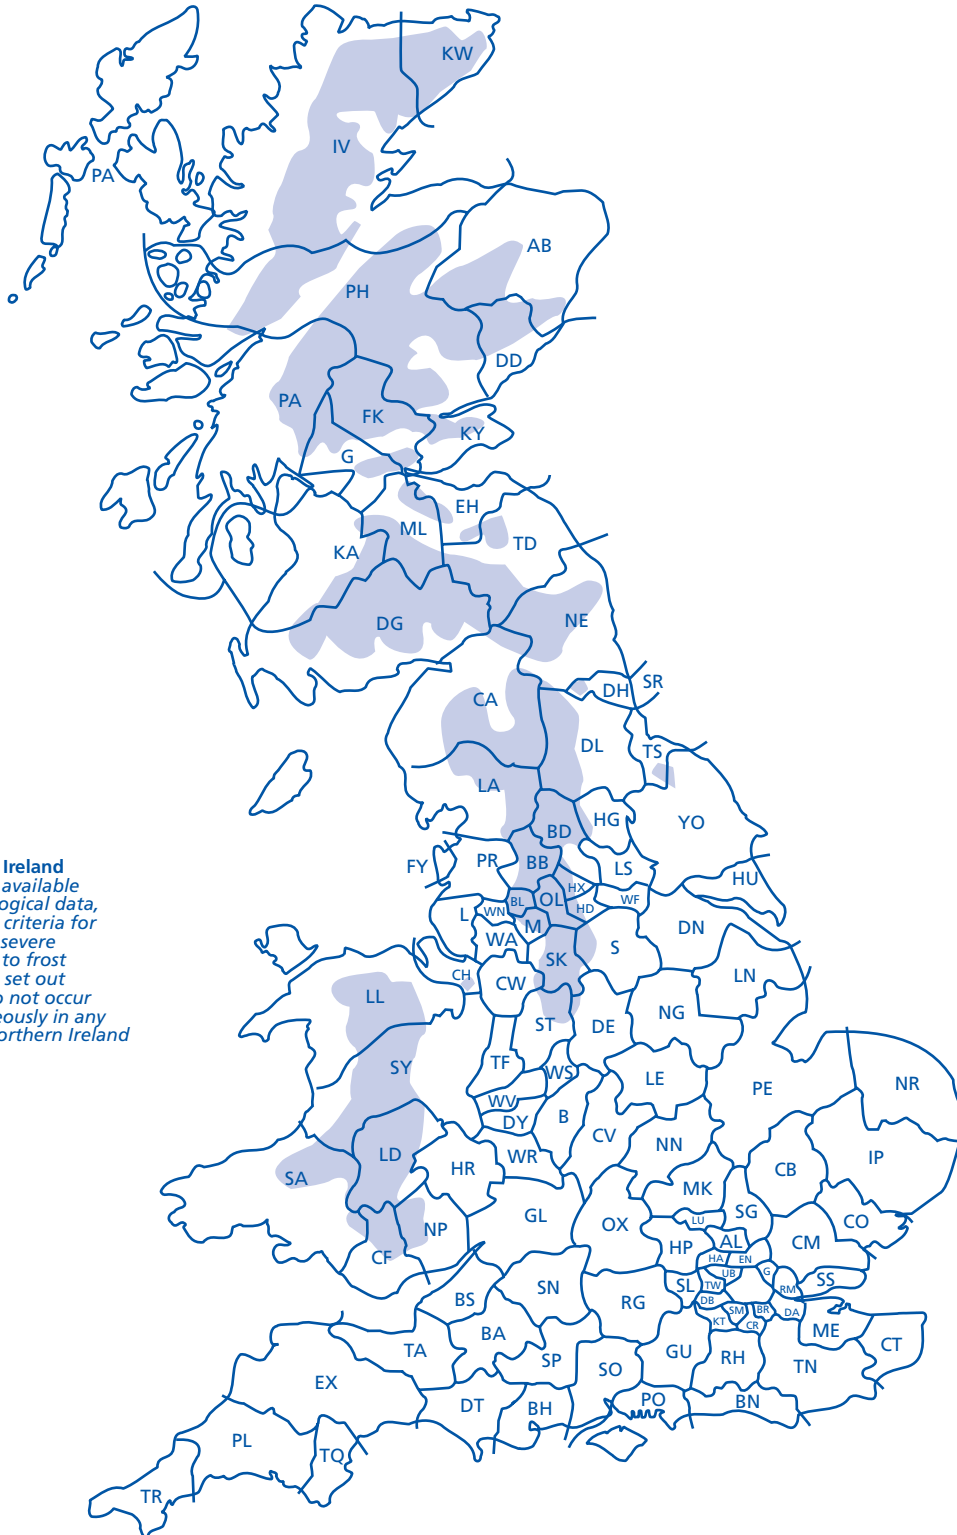 KW
IV
PA
AB
PH
DD
PA
FK
KY
G
EH
ML
TD
KA
NE
DG
SR
DH
CA
DL
TS
LA
HG
YO
BD
FY
PR
BB
LS
HU
HX
BL
OL
WF
L
WN
HD
M
DN
WA
S
SK
LN
CH
CW
LL
NG
ST
DE
TF
SY
WS
LE
PE
NR
WV
DY
B
CV
NN
LD
HR
WR
CB
IP
SA
MK
GL
SG
LU
CO
OX
NP
AL
CM
HP
CF
HA
EN
UB
G
SS
SL
TW
RM
SN
BS
RG
DB
SM
BR
DA
KT
CR
ME
BA
TA
GU
RH
CT
SP
SO
TN
EX
DT
BH
PO
BN
PL
TQ
TR
Ireland
available
ogical data,
criteria for
severe
to frost
set out
o not occur
eously in any
orthern Ireland